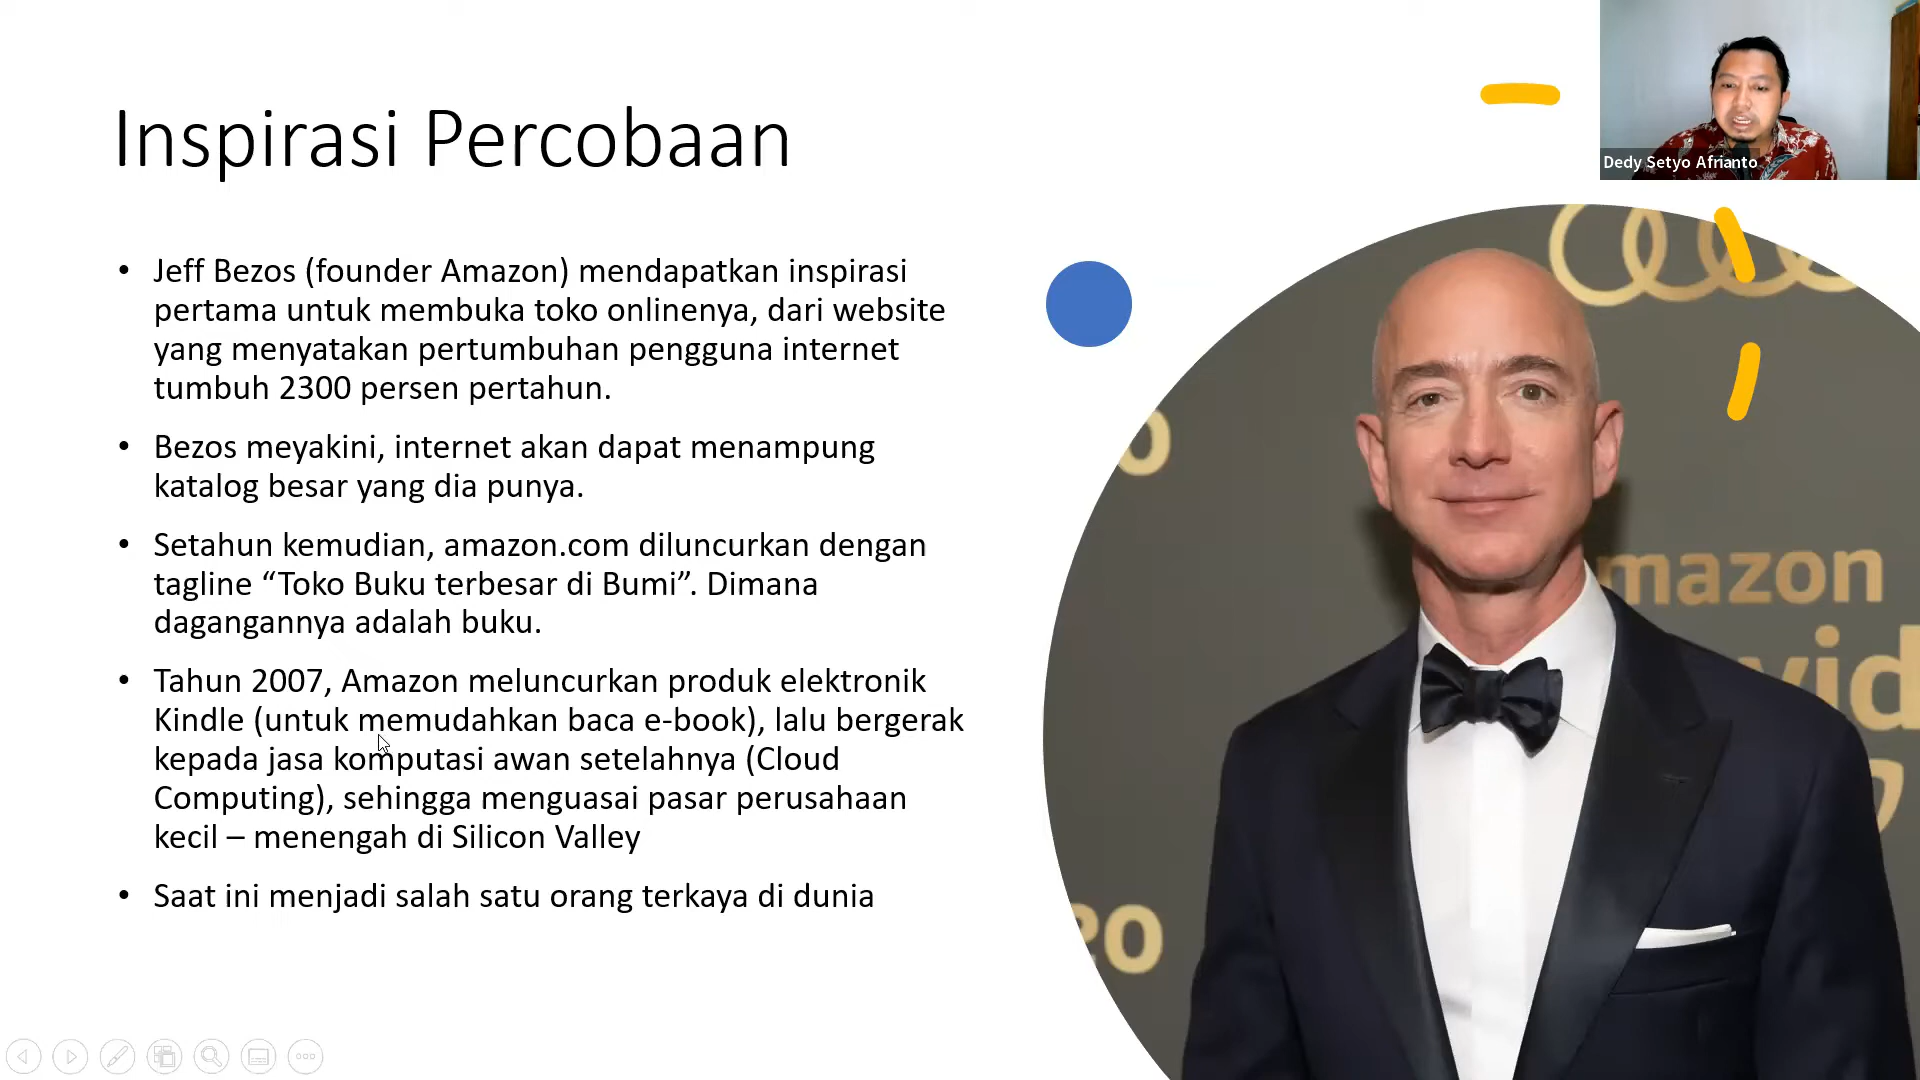 Inspirasi Percobaan
Dedy Setyo Afrianto
• Jeff Bezos (founder Amazon) mendapatkan inspirasi
pertama untuk membuka toko onlinenya, dari website
yang menyatakan pertumbuhan pengguna internet
tumbuh 2300 persen pertahun.
• Bezos meyakini, internet akan dapat menampung
katalog besar yang dia punya.
• Setahun kemudian, amazon.com diluncurkan dengan
tagline “Toko Buku terbesar di Bumi”. Dimana
dagangannya adalah buku.
• Tahun 2007, Amazon meluncurkan produk elektronik
Kindle (untuk memudahkan baca e-book), lalu bergerak
kepada jasa komputasi awan setelahnya (Cloud
Computing), sehingga menguasai pasar perusahaan
kecil – menengah di Silicon Valley
• Saat ini menjadi salah satu orang terkaya di dunia
mazon